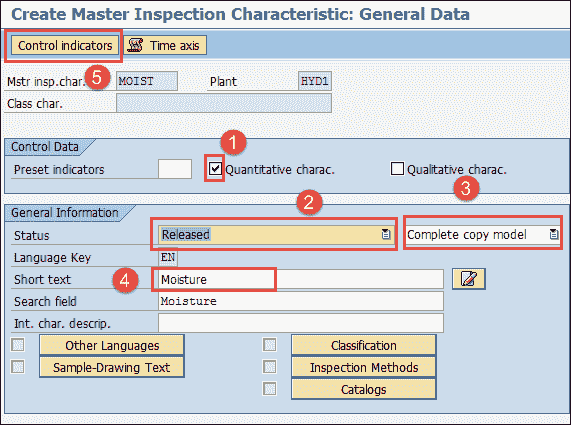 Create Master Inspection Characteristic: General Data
Control indicators Time axis
5
Mstr insp.char. MOIST Plant HYD1
Class char.
1
Control Data
Preset indicators Quantitative charac. Qualitative charac.
2 3
General Information
Status Released Complete copy model
Language Key EN
Short text 4 Moisture
Search field Moisture
Int. char. descrip.
Other Languages Classification
Sample-Drawing Text Inspection Methods
Catalogs